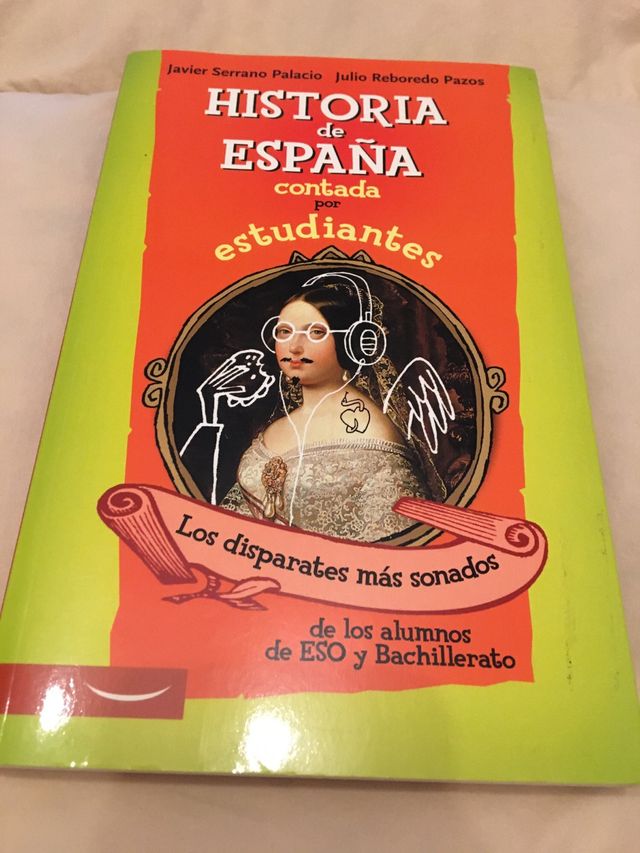 Javier Serrano Palacio Julio Reboredo Pazos
HISTORIA
de
ESPAÑA
contada
por
estudiantes
Los disparates más sonados
de los alumnos
de ESO y Bachillerato